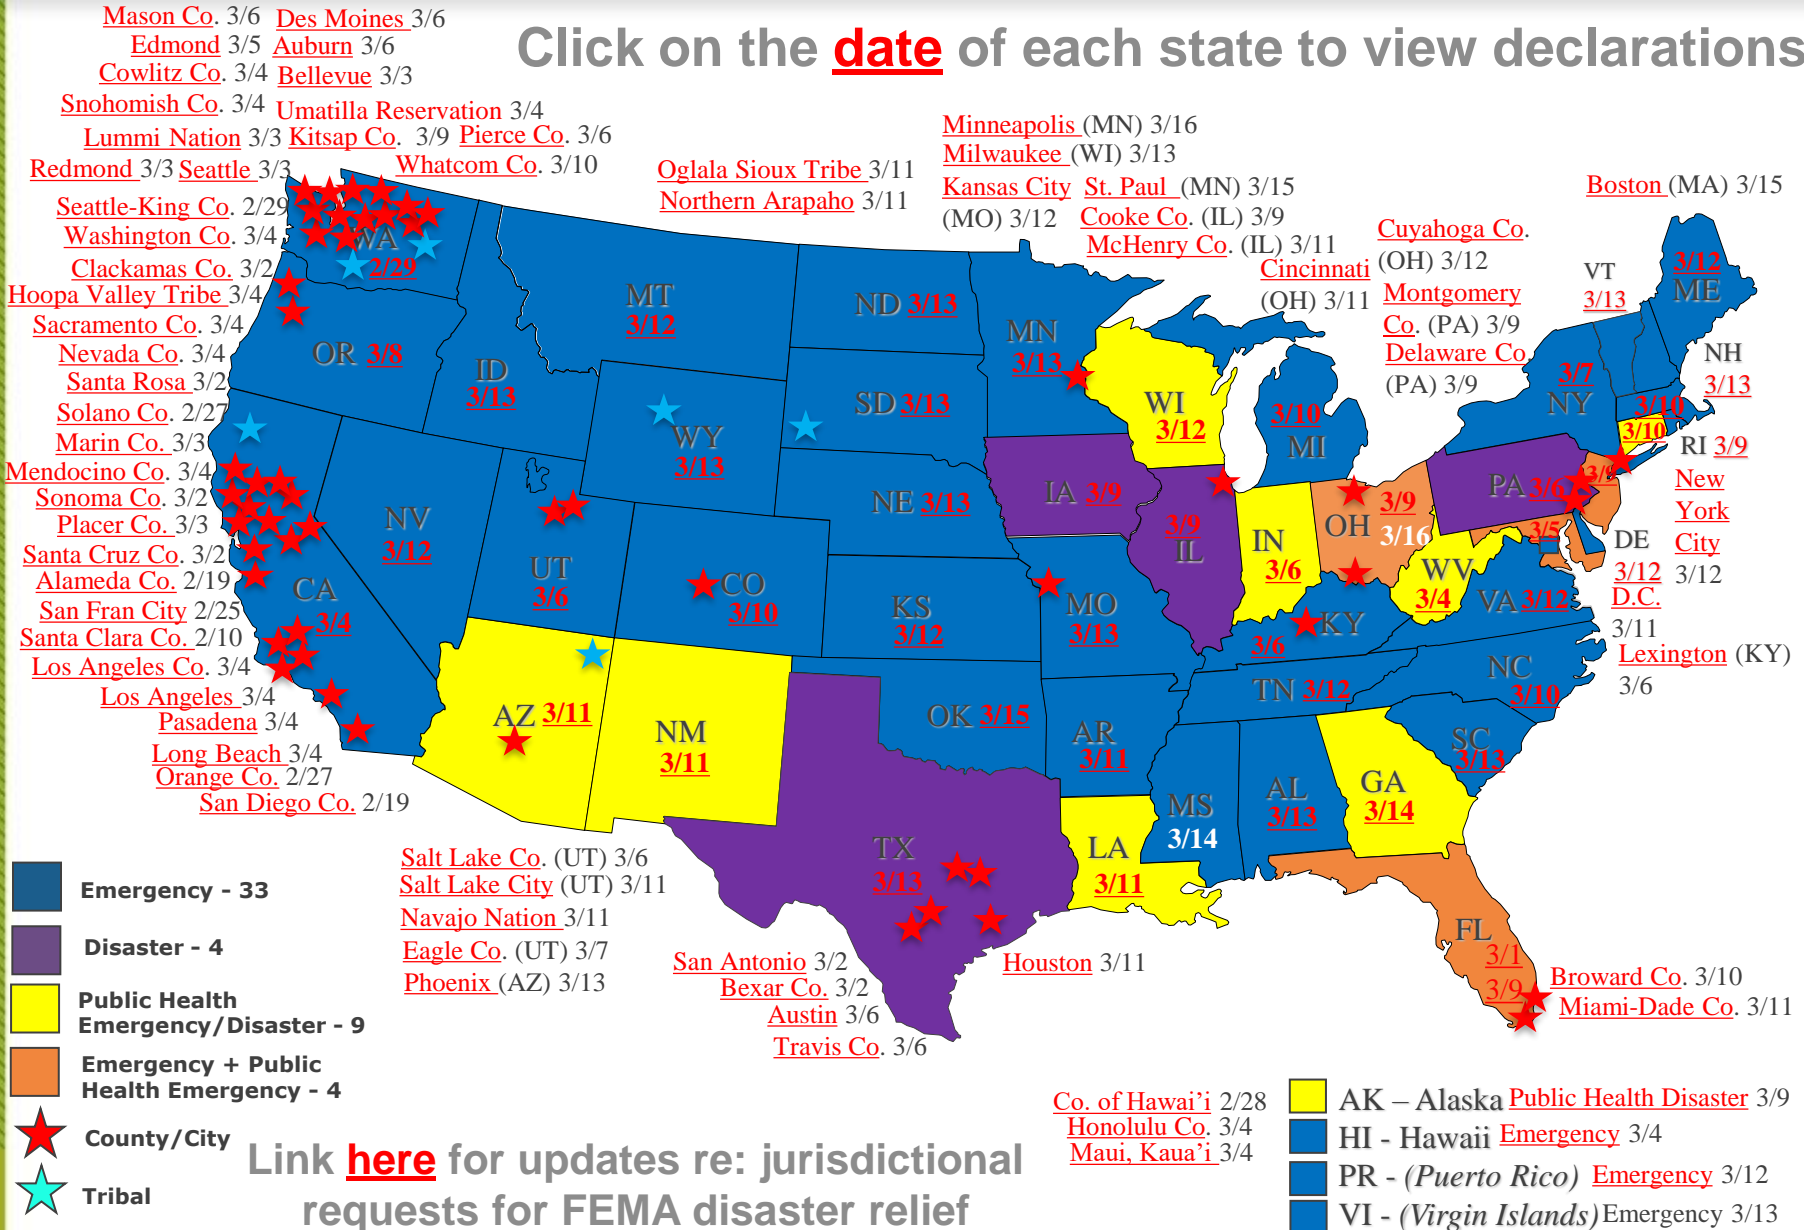 Mason Co. 3/6 Des Moines 3/6
Edmond 3/5 Auburn 3/6
Cowlitz Co. 3/4 Bellevue 3/3
Snohomish Co. 3/4 Umatilla Reservation 3/4
Lummi Nation 3/3 Kitsap Co. 3/9 Pierce Co. 3/6
Redmond 3/3 Seattle 3/3 Whatcom Co. 3/10
Click on the date of each state to view declarations
Seattle-King Co. 2/29
Washington Co. 3/4
Clackamas Co. 3/2
Hoopa Valley Tribe 3/4
Sacramento Co. 3/4
Nevada Co. 3/4
Santa Rosa 3/2
Solano Co. 2/27
Marin Co. 3/3
Mendocino Co. 3/4
Sonoma Co. 3/2
Placer Co. 3/3
Santa Cruz Co. 3/2
Alameda Co. 2/19
San Fran City 2/25
Santa Clara Co. 2/10
Los Angeles Co. 3/4
Los Angeles 3/4
Pasadena 3/4
Long Beach 3/4
Orange Co. 2/27
San Diego Co. 2/19
Oglala Sioux Tribe 3/11
Northern Arapaho 3/11
Minneapolis (MN) 3/16
Milwaukee (WI) 3/13
Kansas City St. Paul (MN) 3/15
(MO) 3/12 Cooke Co. (IL) 3/9
McHenry Co. (IL) 3/11
Cincinnati
(OH) 3/11
Cuyahoga Co.
(OH) 3/12
Montgomery
Co. (PA) 3/9
Delaware Co.
(PA) 3/9
Boston (MA) 3/15
VT
3/13
3/12
ME
NH
3/13
WA
2/29
MT
3/12
ND 3/13
MN
3/13
OR 3/8
ID
3/13
WY
3/13
SD 3/13
WI
3/12
3/10
MI
3/7
NY
3/10
3/10
RI 3/9
New
York
City
3/12
NV
3/12
UT
3/6
CO
3/10
NE 3/13
IA 3/9
3/9
IL
IN
3/6
OH
3/9
3/16
PA 3/6
3/9
3/5
DE
3/12
D.C.
3/11
CA
3/4
KS
3/12
MO
3/13
KY
3/6
WV
3/4
VA 3/12
Lexington (KY)
3/6
AZ 3/11
NM
3/11
OK 3/15
AR
3/11
TN 3/12
NC
3/10
SC
3/13
TX
3/13
LA
3/11
MS
3/14
AL
3/13
GA
3/14
FL
3/1
3/9
Broward Co. 3/10
Miami-Dade Co. 3/11
Salt Lake Co. (UT) 3/6
Salt Lake City (UT) 3/11
Navajo Nation 3/11
Eagle Co. (UT) 3/7
Phoenix (AZ) 3/13
San Antonio 3/2
Bexar Co. 3/2
Austin 3/6
Travis Co. 3/6
Houston 3/11
Emergency - 33
Disaster - 4
Public Health
Emergency/Disaster - 9
Emergency + Public
Health Emergency - 4
County/City
Tribal
Link here for updates re: jurisdictional
requests for FEMA disaster relief
Co. of Hawai’i 2/28
Honolulu Co. 3/4
Maui, Kaua’i 3/4
AK – Alaska Public Health Disaster 3/9
HI - Hawaii Emergency 3/4
PR - (Puerto Rico) Emergency 3/12
VI - (Virgin Islands) Emergency 3/13